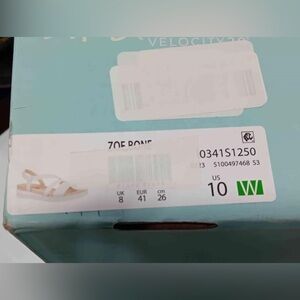 VELOCITY
ZOE BONE
0341S1250
S100497468 S3
UK EUR cm US
8 41 26 10 W